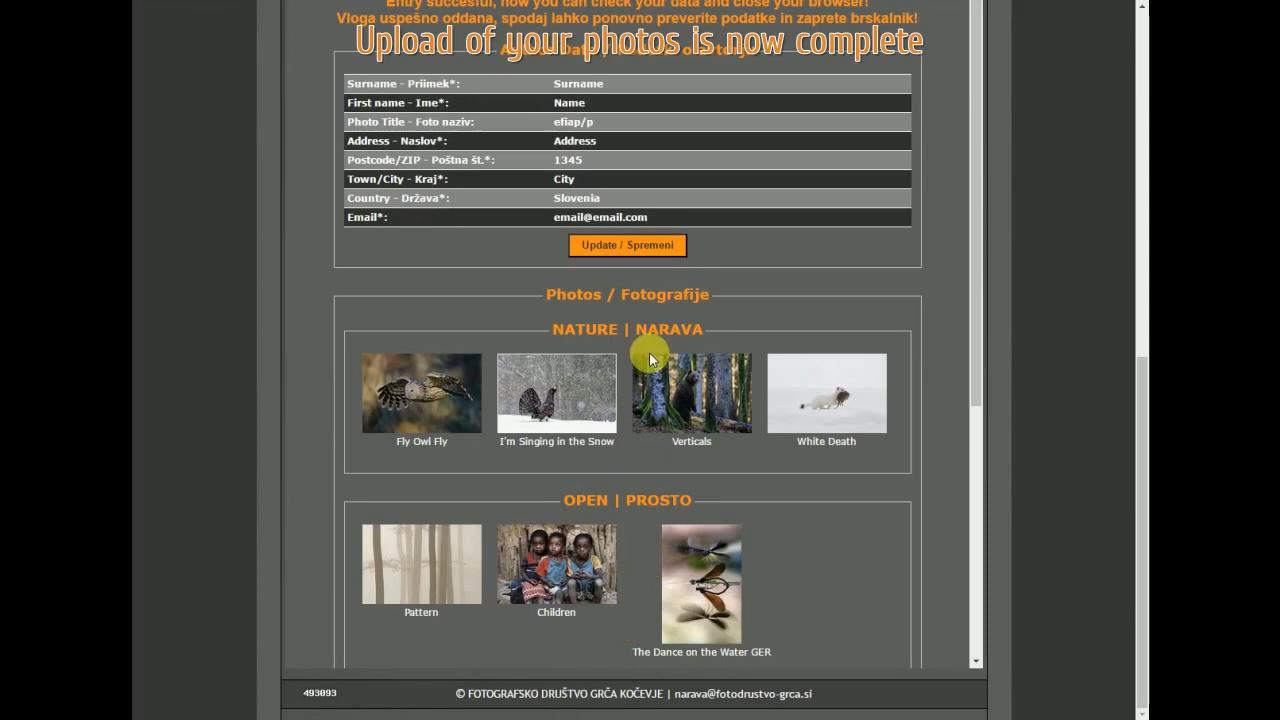 Entry succesful, now you can check your data and close your browser!
Vloga uspešno oddana, spodaj lahko ponovno preverite podatke in zaprete brskalnik!
Upload of your photos is now complete
Surname - Priimek*: Surname
First name - Ime*: Name
Photo Title - Foto naziv: efiap/p
Address - Naslov*: Address
Postcode/ZIP - Poštna št.*: 1345
Town/City - Kraj*: City
Country - Država*: Slovenia
Email*: email@email.com
Update / Spremeni
Photos / Fotografije
NATURE | NARAVA
Fly Owl Fly I'm Singing in the Snow Verticals White Death
OPEN | PROSTO
Pattern Children
The Dance on the Water GER
493093 © FOTOGRAFSKO DRUŠTVO GRČA KOČEVJE | narava@fotodrustvo-grca.si